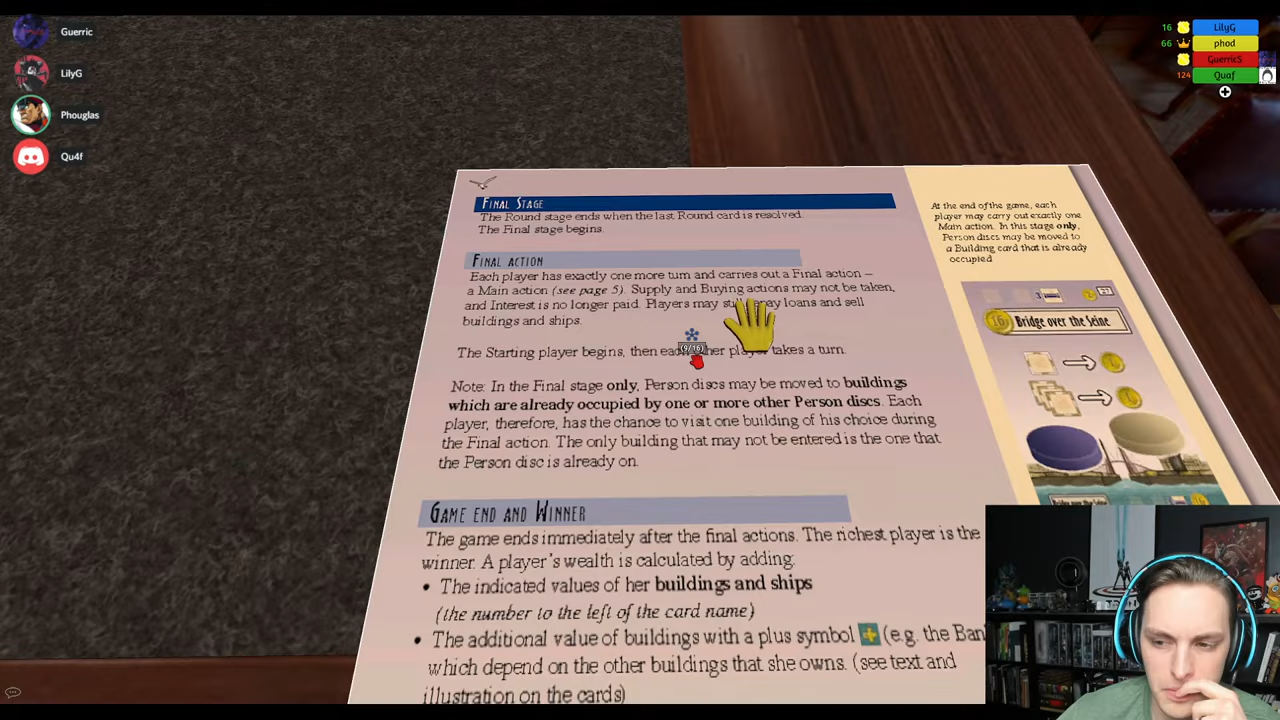 Guerric
LilyG
Phouglas
Qu4f
16 LilyG
66 phod
GuerricS
124 Quaf
FINAL STAGE
The Round stage ends when the last Round card is resolved.
The Final stage begins.
FINAL ACTION
Each player has exactly one more turn and carries out a Final action –
a Main action (see page 5). Supply and Buying actions may not be taken,
and Interest is no longer paid. Players may loans and sell
buildings and ships.
(9/16)
The Starting player begins, then takes a turn.
Note: In the Final stage only, Person discs may be moved to buildings
which are already occupied by one or more other Person discs. Each
player, therefore, has the chance to visit one building of his choice during
the Final action. The only building that may not be entered is the one that
the Person disc is already on.
GAME END AND WINNER
The game ends immediately after the final actions. The richest player is the
winner. A player's wealth is calculated by adding:
• The indicated values of her buildings and ships
(the number to the left of the card name)
• The additional value of buildings with a plus symbol + (e.g. the Ban
which depend on the other buildings that she owns. (see text and
illustration on the cards)
At the end of the game, each
player may carry out exactly one
Main action. In this stage only,
Person discs may be moved to
a Building card that is already
occupied
16 Bridge over the Seine